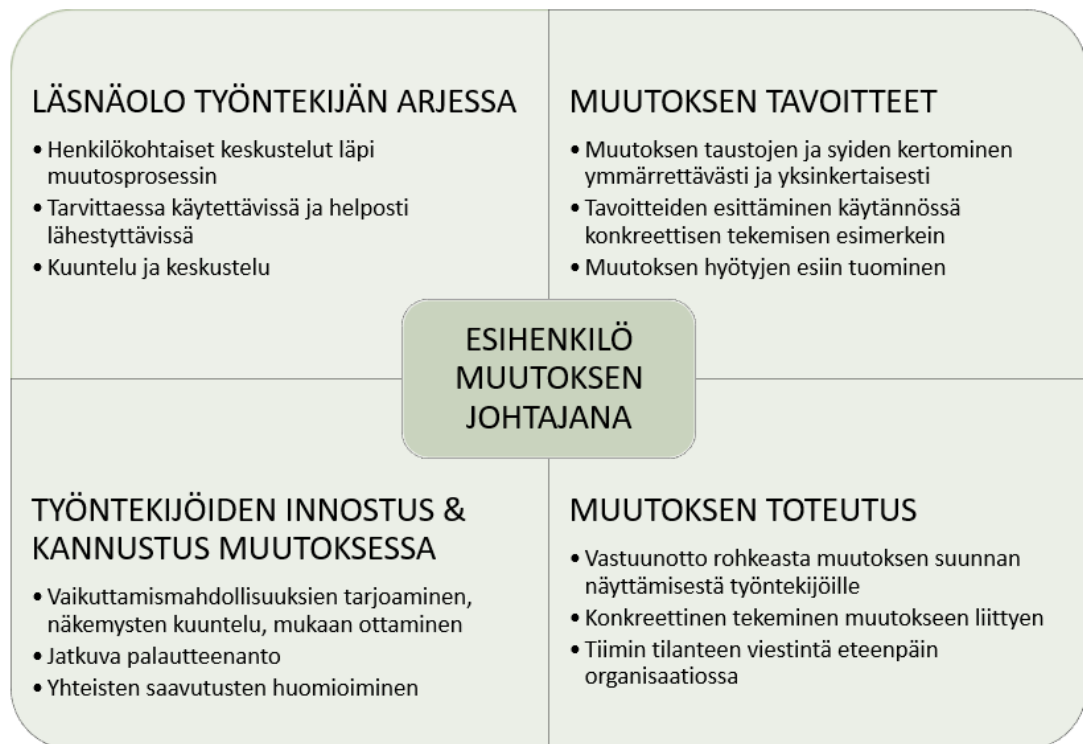 LÄSNÄOLO TYÖNTEKIJÄN ARJESSA
• Henkilökohtaiset keskustelut läpi
muutosprosessin
• Tarvittaessa käytettävissä ja helposti
lähestyttävissä
• Kuuntelu ja keskustelu
MUUTOKSEN TAVOITTEET
• Muutoksen taustojen ja syiden kertominen
ymmärrettävästi ja yksinkertaisesti
• Tavoitteiden esittäminen käytännössä
konkreettisen tekemisen esimerkein
• Muutoksen hyötyjen esiin tuominen
ESIHENKILÖ
MUUTOKSEN
JOHTAJANA
TYÖNTEKIJÖIDEN INNOSTUS &
KANNUSTUS MUUTOKSESSA
• Vaikuttamismahdollisuuksien tarjoaminen,
näkemysten kuuntelu, mukaan ottaminen
• Jatkuva palautteenanto
• Yhteisten saavutusten huomioiminen
MUUTOKSEN TOTEUTUS
• Vastuunotto rohkeasta muutoksen suunnan
näyttämisestä työntekijöille
• Konkreettinen tekeminen muutokseen liittyen
• Tiimin tilanteen viestintä eteenpäin
organisaatiossa